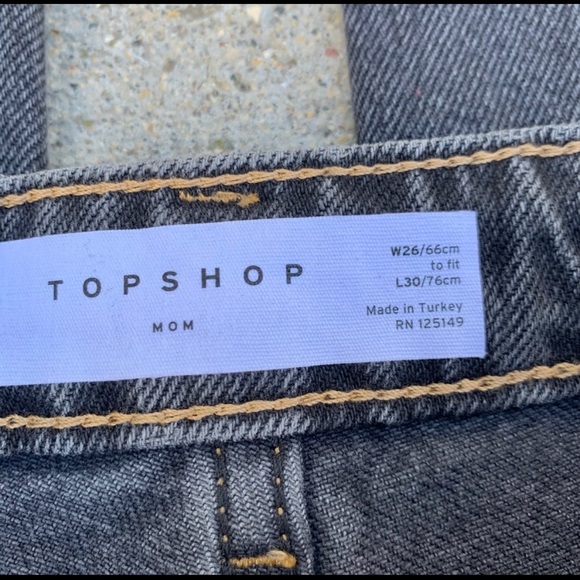 TOPSHOP
MOM
W26/66cm
to fit
L30/76cm
Made in Turkey
RN 125149